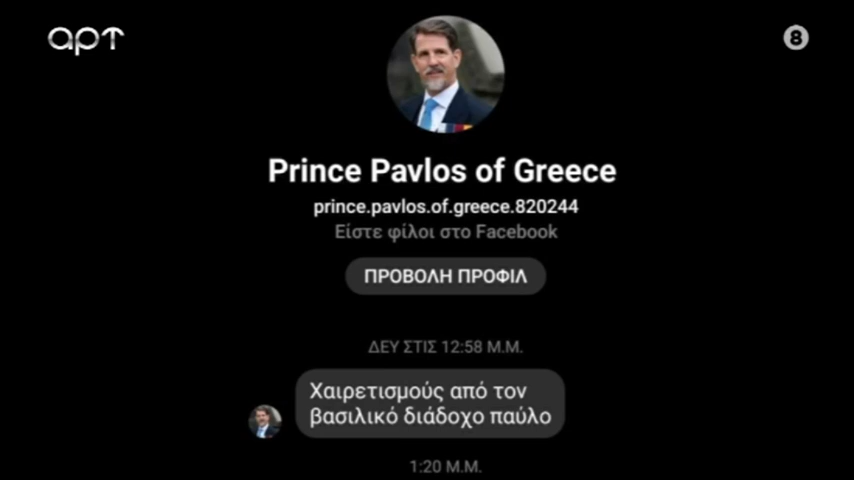 αρτ
8
Prince Pavlos of Greece
prince.pavlos.of.greece.820244
Είστε φίλοι στο Facebook
ΠΡΟΒΟΛΗ ΠΡΟΦΙΛ
ΔΕΥ ΣΤΙΣ 12:58 Μ.Μ.
Χαιρετισμούς από τον
βασιλικό διάδοχο παύλο
1:20 Μ.Μ.